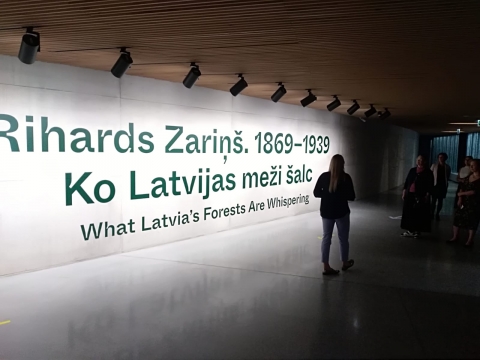 Rihards Zariņš. 1869–1939
Ko Latvijas meži šalc
What Latvia's Forests Are Whispering